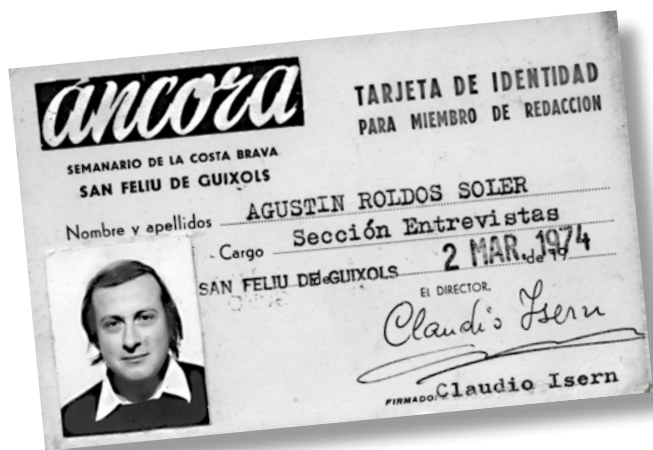 áncora
SEMANARIO DE LA COSTA BRAVA
SAN FELIU DE GUIXOLS
TARJETA DE IDENTIDAD
PARA MIEMBRO DE REDACCION
Nombre y apellidos AGUSTIN ROLDOS SOLER
Cargo Sección Entrevistas
SAN FELIU DE GUIXOLS 2 MAR. 1974
El DIRECTOR,
Claudio Isern
FIRMADO: Claudio Isern